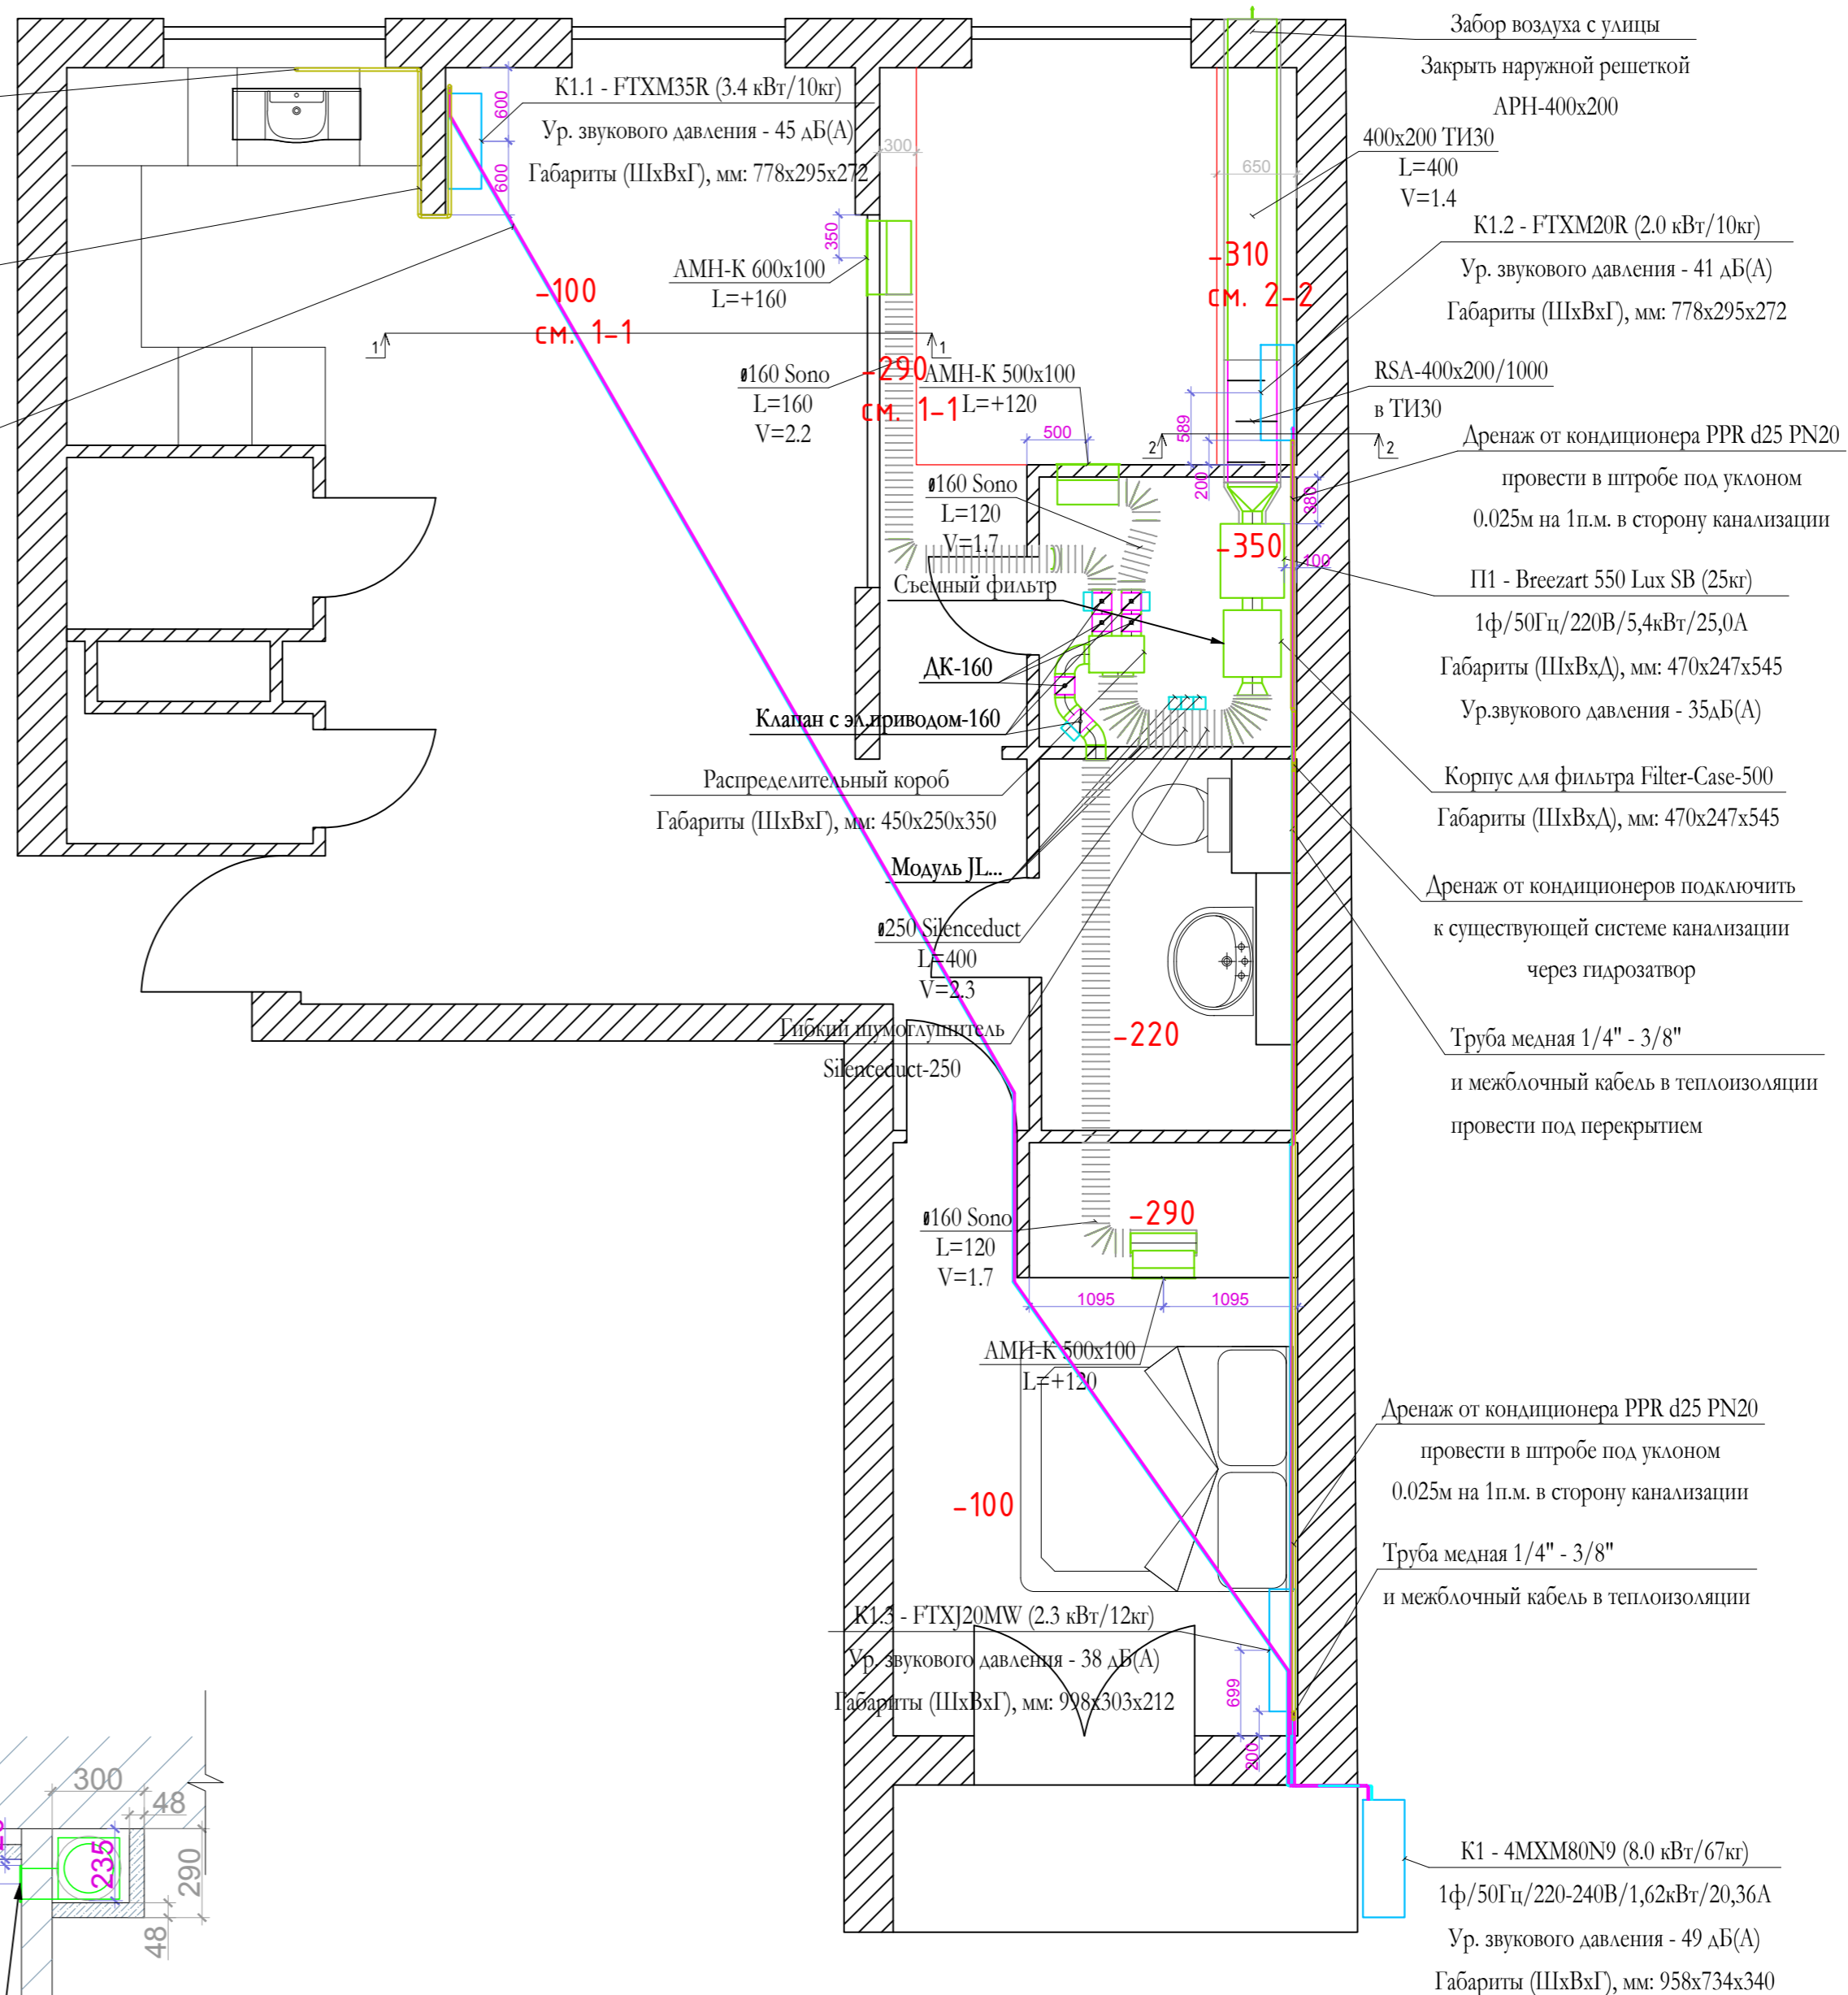 Забор воздуха с улицы
Закрыть наружной решеткой
АРН-400х200
К1.1 - FTXM35R (3.4 кВт/10кг)
Ур. звукового давления - 45 дБ(А)
Габариты (ШхВхГ), мм: 778х295х272
600
600
300
650
400х200 ТИ30
L=400
V=1.4
К1.2 - FTXM20R (2.0 кВт/10кг)
Ур. звукового давления - 41 дБ(А)
Габариты (ШхВхГ), мм: 778х295х272
350
АМН-К 600х100
L=+160
-100
см. 1-1
-310
см. 2-2
1
1
ø160 Sono
L=160
V=2.2
-290
см. 1-1
АМН-К 500х100
L=+120
RSA-400х200/1000
в ТИ30
500
589
200
2
2
380
Дренаж от кондиционера PPR d25 PN20
провести в штробе под уклоном
0.025м на 1п.м. в сторону канализации
ø160 Sono
L=120
V=1.7
-350
100
Съемный фильтр
П1 - Breezart 550 Lux SB (25кг)
1ф/50Гц/220В/5,4кВт/25,0А
Габариты (ШхВхД), мм: 470х247х545
Ур.звукового давления - 35дБ(А)
ДК-160
Клапан с эл.приводом-160
Распределительный короб
Габариты (ШхВхГ), мм: 450х250х350
Корпус для фильтра Filter-Case-500
Габариты (ШхВхД), мм: 470х247х545
Модуль JL...
Дренаж от кондиционеров подключить
к существующей системе канализации
через гидрозатвор
ø250 Silenceduct
L=400
V=2.3
Гибкий шумоглушитель
Silenceduct-250
-220
Труба медная 1/4" - 3/8"
и межблочный кабель в теплоизоляции
провести под перекрытием
ø160 Sono
L=120
V=1.7
-290
1095
1095
АМН-К 500х100
L=+120
-100
Дренаж от кондиционера PPR d25 PN20
провести в штробе под уклоном
0.025м на 1п.м. в сторону канализации
Труба медная 1/4" - 3/8"
и межблочный кабель в теплоизоляции
К1.3 - FTXJ20MW (2.3 кВт/12кг)
Ур. звукового давления - 38 дБ(А)
Габариты (ШхВхГ), мм: 998х303х212
699
200
300
48
235
290
48
К1 - 4MXM80N9 (8.0 кВт/67кг)
1ф/50Гц/220-240В/1,62кВт/20,36А
Ур. звукового давления - 49 дБ(А)
Габариты (ШхВхГ), мм: 958х734х340